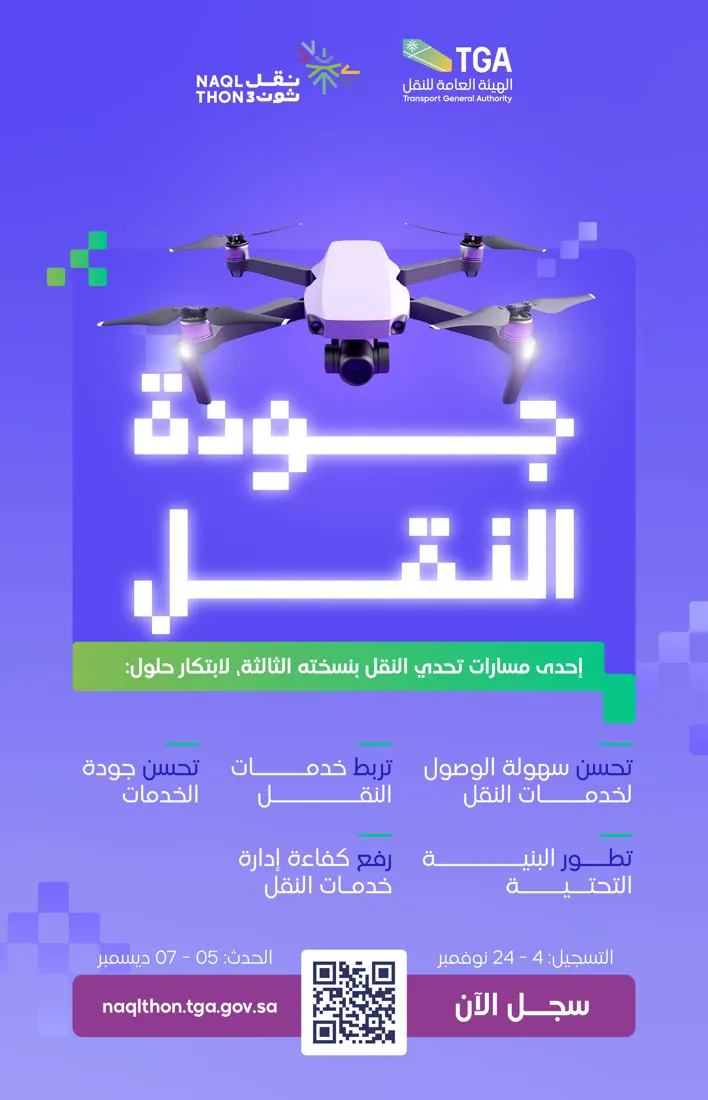 TGA
الهيئة العامة للنقل
Transport General Authority
NAQL نقل
THON 3ثون
جودة
النقل
إحدى مسارات تحدي النقل بنسخته الثالثة، لابتكار حلول:
تحسن سهولة الوصول
لخدمات النقل
تربط خدمات
النقل
تحسن جودة
الخدمات
تطور البنية
التحتية
رفع كفاءة إدارة
خدمات النقل
التسجيل: 4 - 24 نوفمبر
الحدث: 05 - 07 ديسمبر
سجل الآن
naqlthon.tga.gov.sa